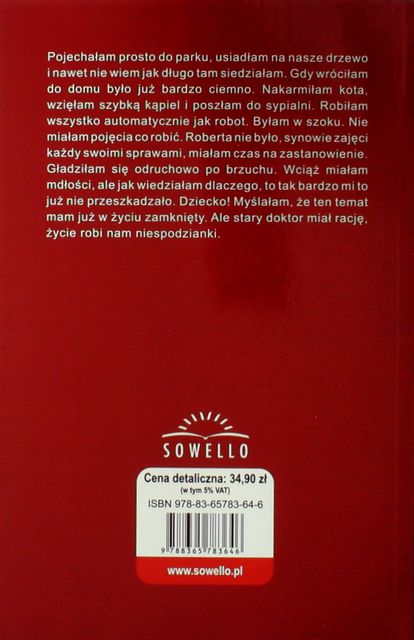 Pojechałam prosto do parku, usiadłam na nasze drzewo
i nawet nie wiem jak długo tam siedziałam. Gdy wróciłam
do domu było już bardzo ciemno. Nakarmiłam kota,
wzięłam szybką kąpiel i poszłam do sypialni. Robiłam
wszystko automatycznie jak robot. Byłam w szoku. Nie
miałam pojęcia co robić. Roberta nie było, synowie zajęci
każdy swoimi sprawami, miałam czas na zastanowienie.
Gładziłam się odruchowo po brzuchu. Wciąż miałam
mdłości, ale jak wiedziałam dlaczego, to tak bardzo mi to
już nie przeszkadzało. Dziecko! Myślałam, że ten temat
mam już w życiu zamknięty. Ale stary doktor miał rację,
życie robi nam niespodzianki.
SOWELLO
Cena detaliczna: 34,90 zł
(w tym 5% VAT)
ISBN 978-83-65783-64-6
9 788365 783646
www.sowello.pl